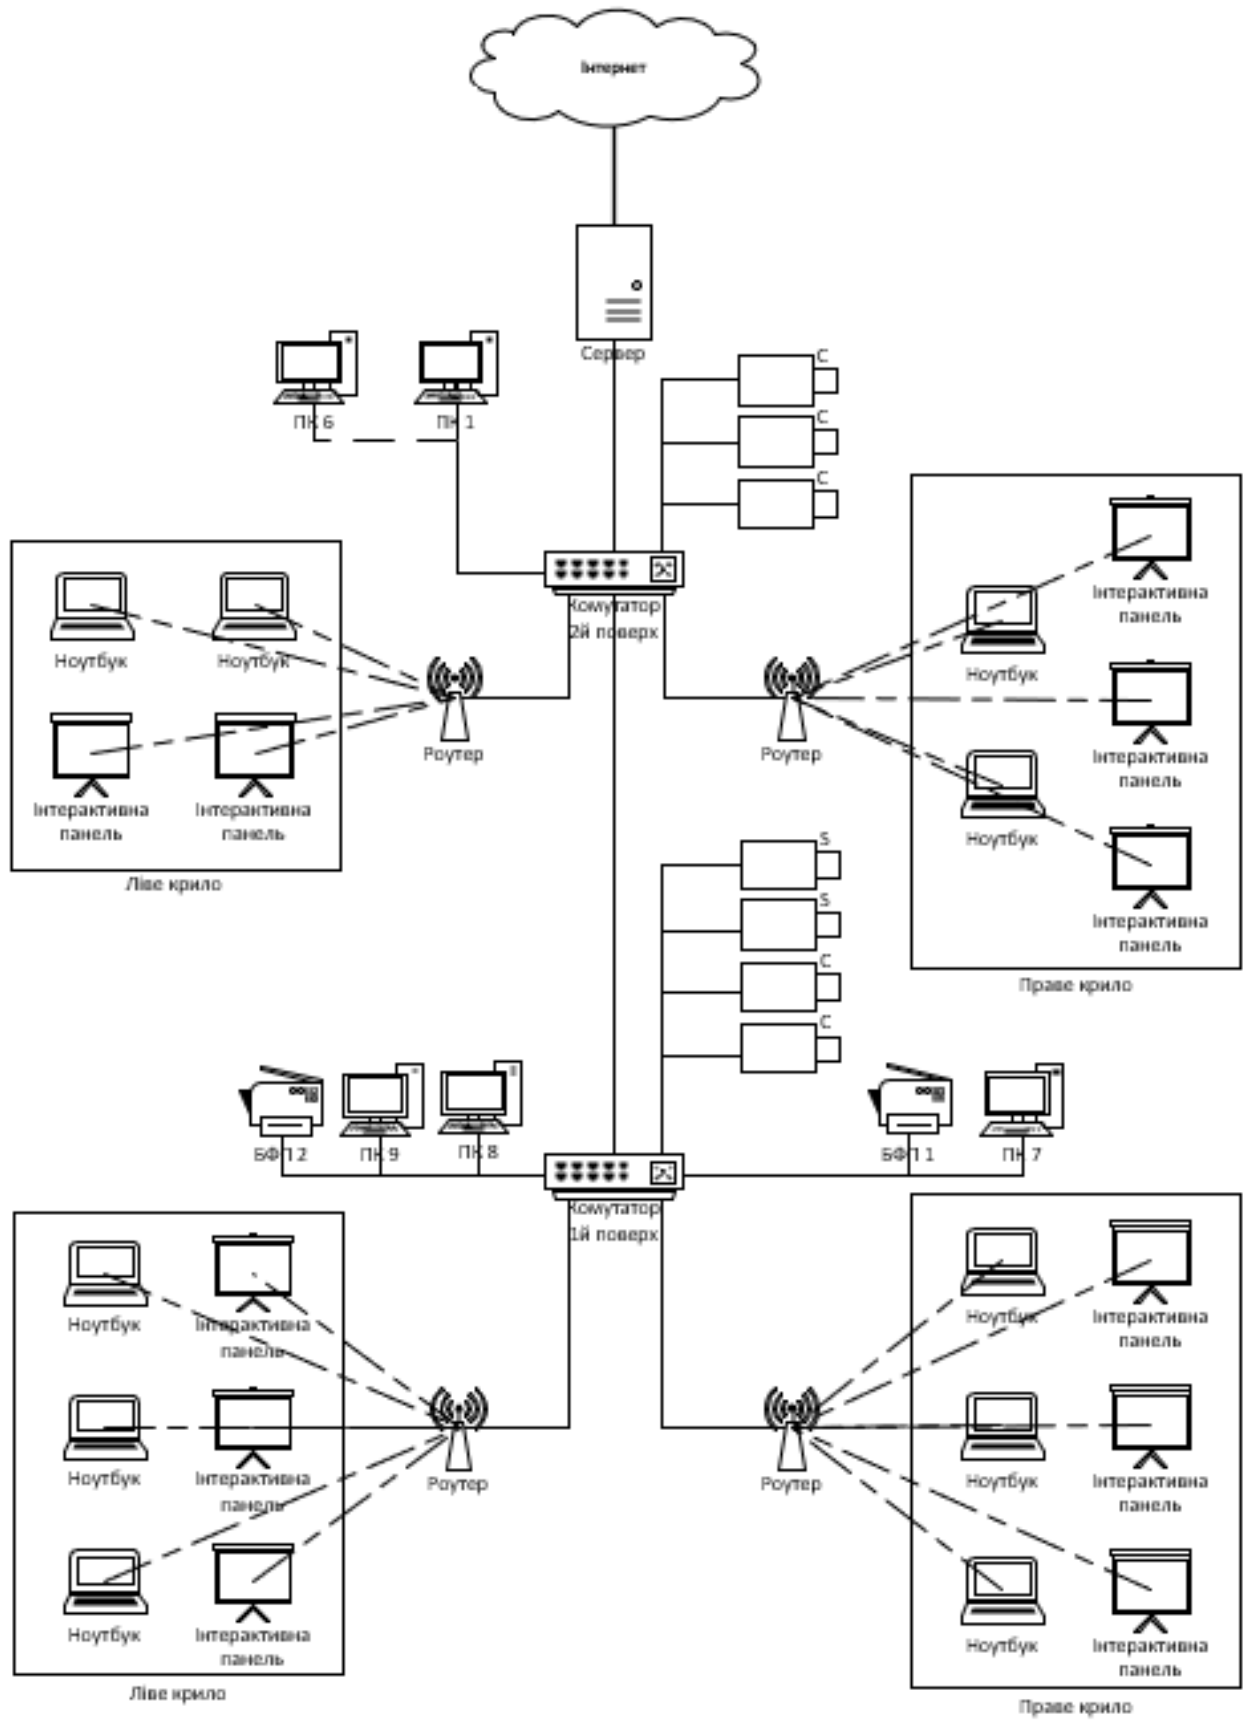 Інтернет
Сервер
ПК 6
ПК 1
С
С
С
Комутатор
2й поверх
Ноутбук
Ноутбук
Інтерактивна
панель
Інтерактивна
панель
Ліве крило
Роутер
Роутер
Інтерактивна
панель
Ноутбук
Інтерактивна
панель
Ноутбук
Інтерактивна
панель
Праве крило
S
S
С
С
БФП 2
ПК 9
ПК 8
БФП 1
ПК 7
Комутатор
1й поверх
Ноутбук
Інтерактивна
панель
Ноутбук
Інтерактивна
панель
Ноутбук
Інтерактивна
панель
Ліве крило
Роутер
Роутер
Ноутбук
Інтерактивна
панель
Ноутбук
Інтерактивна
панель
Ноутбук
Інтерактивна
панель
Праве крило